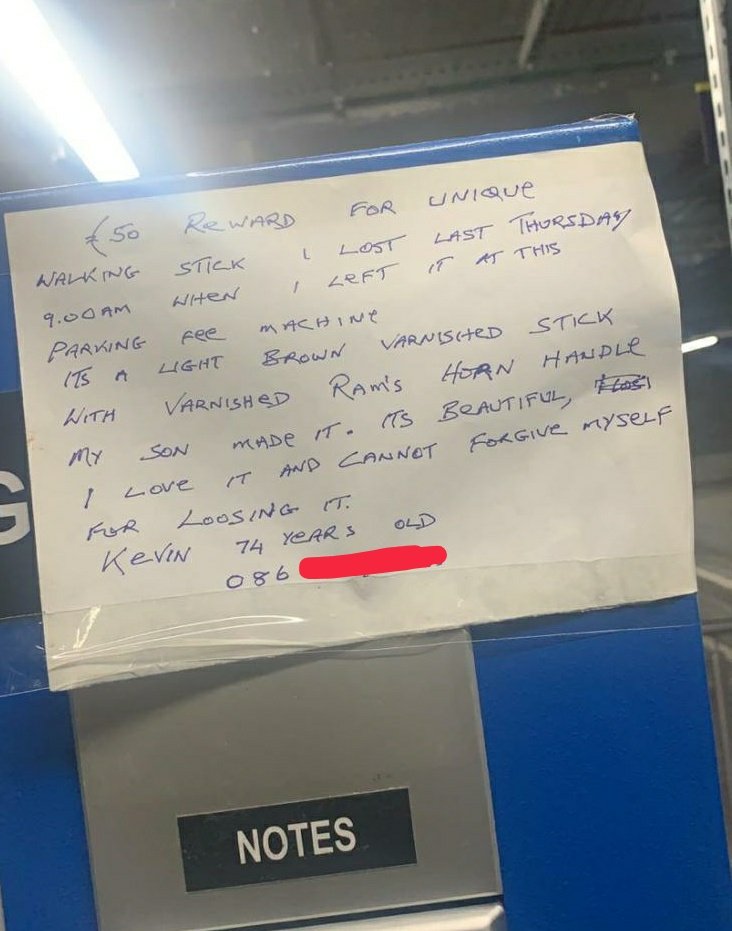 €50 REWARD FOR UNIQUE
WALKING STICK I LOST LAST THURSDAY
9.00AM WHEN I LEFT IT AT THIS
PARKING FEE MACHINE
ITS A LIGHT BROWN VARNISHED STICK
WITH VARNISHED RAM'S HORN HANDLE
MY SON MADE IT. ITS BEAUTIFUL,
I LOVE IT AND CANNOT FORGIVE MYSELF
FOR LOOSING IT.
KEVIN 74 YEARS OLD
086
G
NOTES